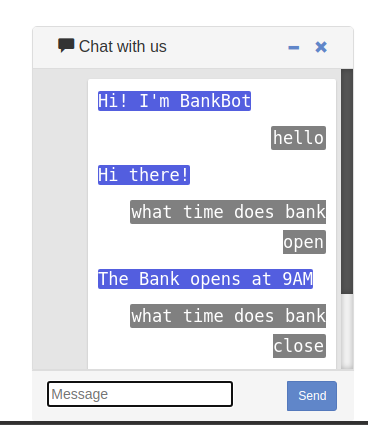 Chat with us
Hi! I'm BankBot
hello
Hi there!
what time does bank
open
The Bank opens at 9AM
what time does bank
close
Message
Send